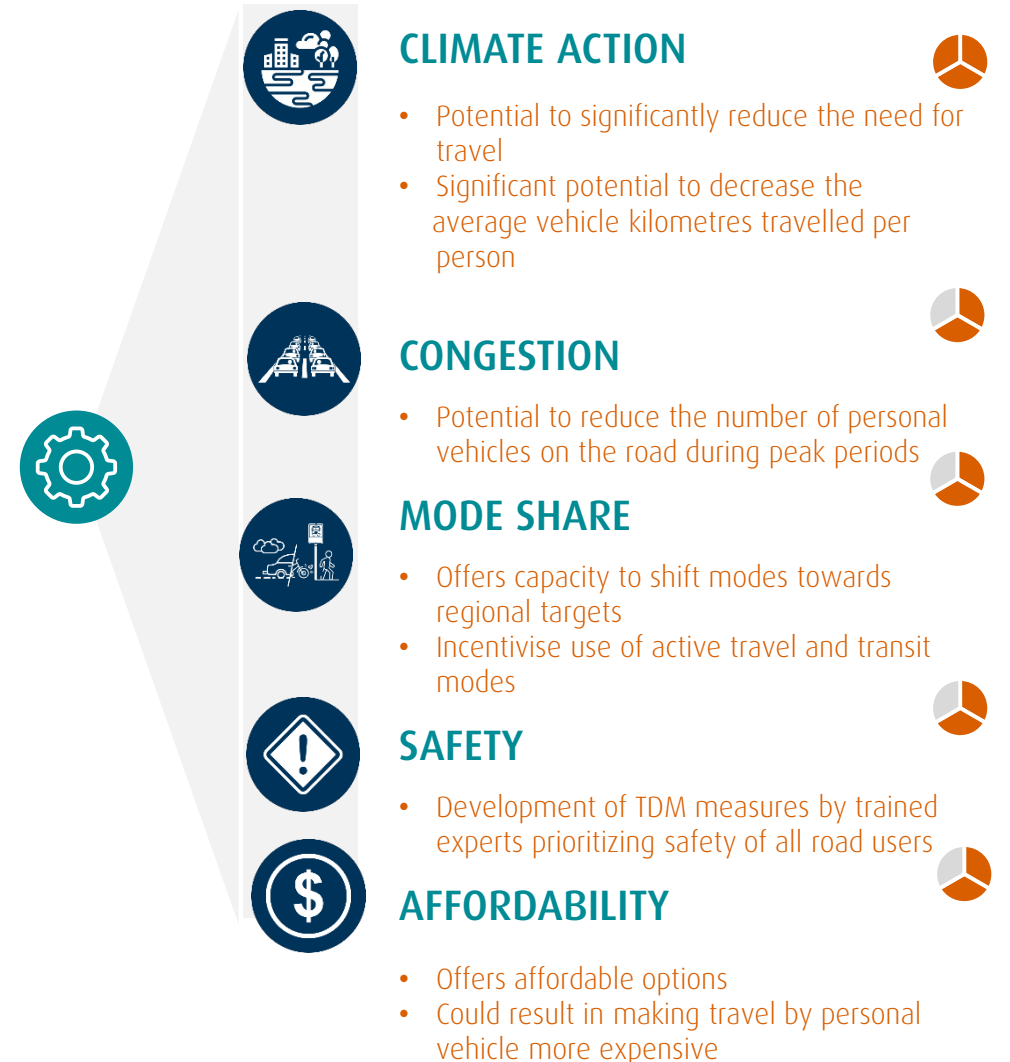 CLIMATE ACTION
• Potential to significantly reduce the need for
travel
• Significant potential to decrease the
average vehicle kilometres travelled per
person
CONGESTION
• Potential to reduce the number of personal
vehicles on the road during peak periods
MODE SHARE
• Offers capacity to shift modes towards
regional targets
• Incentivise use of active travel and transit
modes
SAFETY
• Development of TDM measures by trained
experts prioritizing safety of all road users
$
AFFORDABILITY
• Offers affordable options
• Could result in making travel by personal
vehicle more expensive